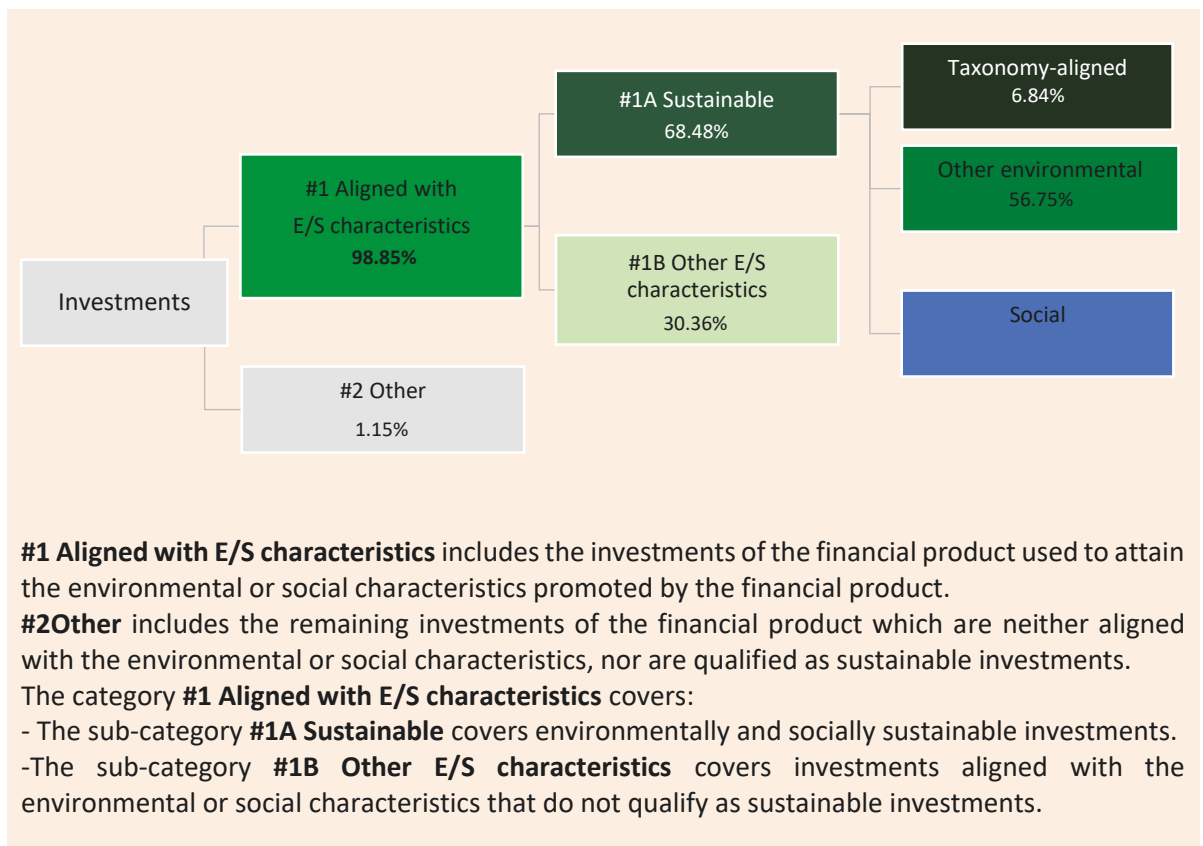 Investments
#1 Aligned with
E/S characteristics
98.85%
#2 Other
1.15%
#1A Sustainable
68.48%
#1B Other E/S
characteristics
30.36%
Taxonomy-aligned
6.84%
Other environmental
56.75%
Social
#1 Aligned with E/S characteristics includes the investments of the financial product used to attain
the environmental or social characteristics promoted by the financial product.
#2Other includes the remaining investments of the financial product which are neither aligned
with the environmental or social characteristics, nor are qualified as sustainable investments.
The category #1 Aligned with E/S characteristics covers:
- The sub-category #1A Sustainable covers environmentally and socially sustainable investments.
-The sub-category #1B Other E/S characteristics covers investments aligned with the
environmental or social characteristics that do not qualify as sustainable investments.